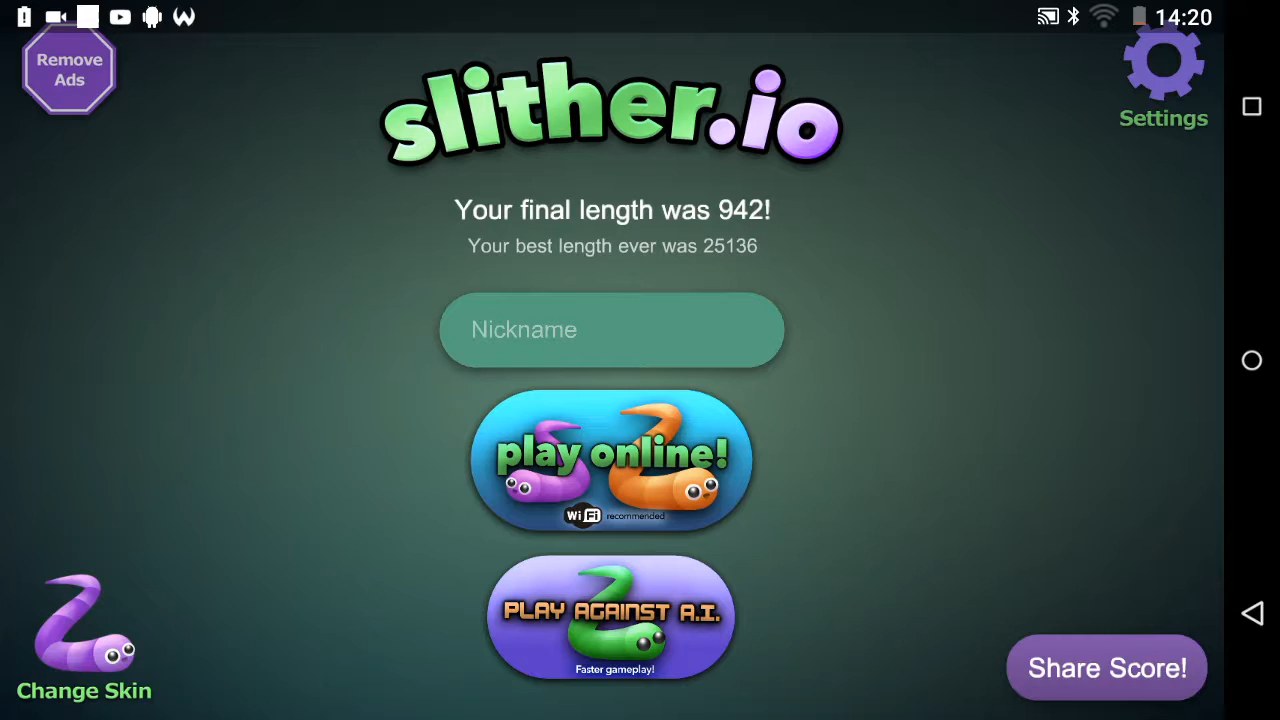 14:20
Remove
Ads
slither.io
Settings
Your final length was 942!
Your best length ever was 25136
Nickname
play online!
WiFi recommended
PLAY AGAINST A.I.
Faster gameplay!
Change Skin
Share Score!